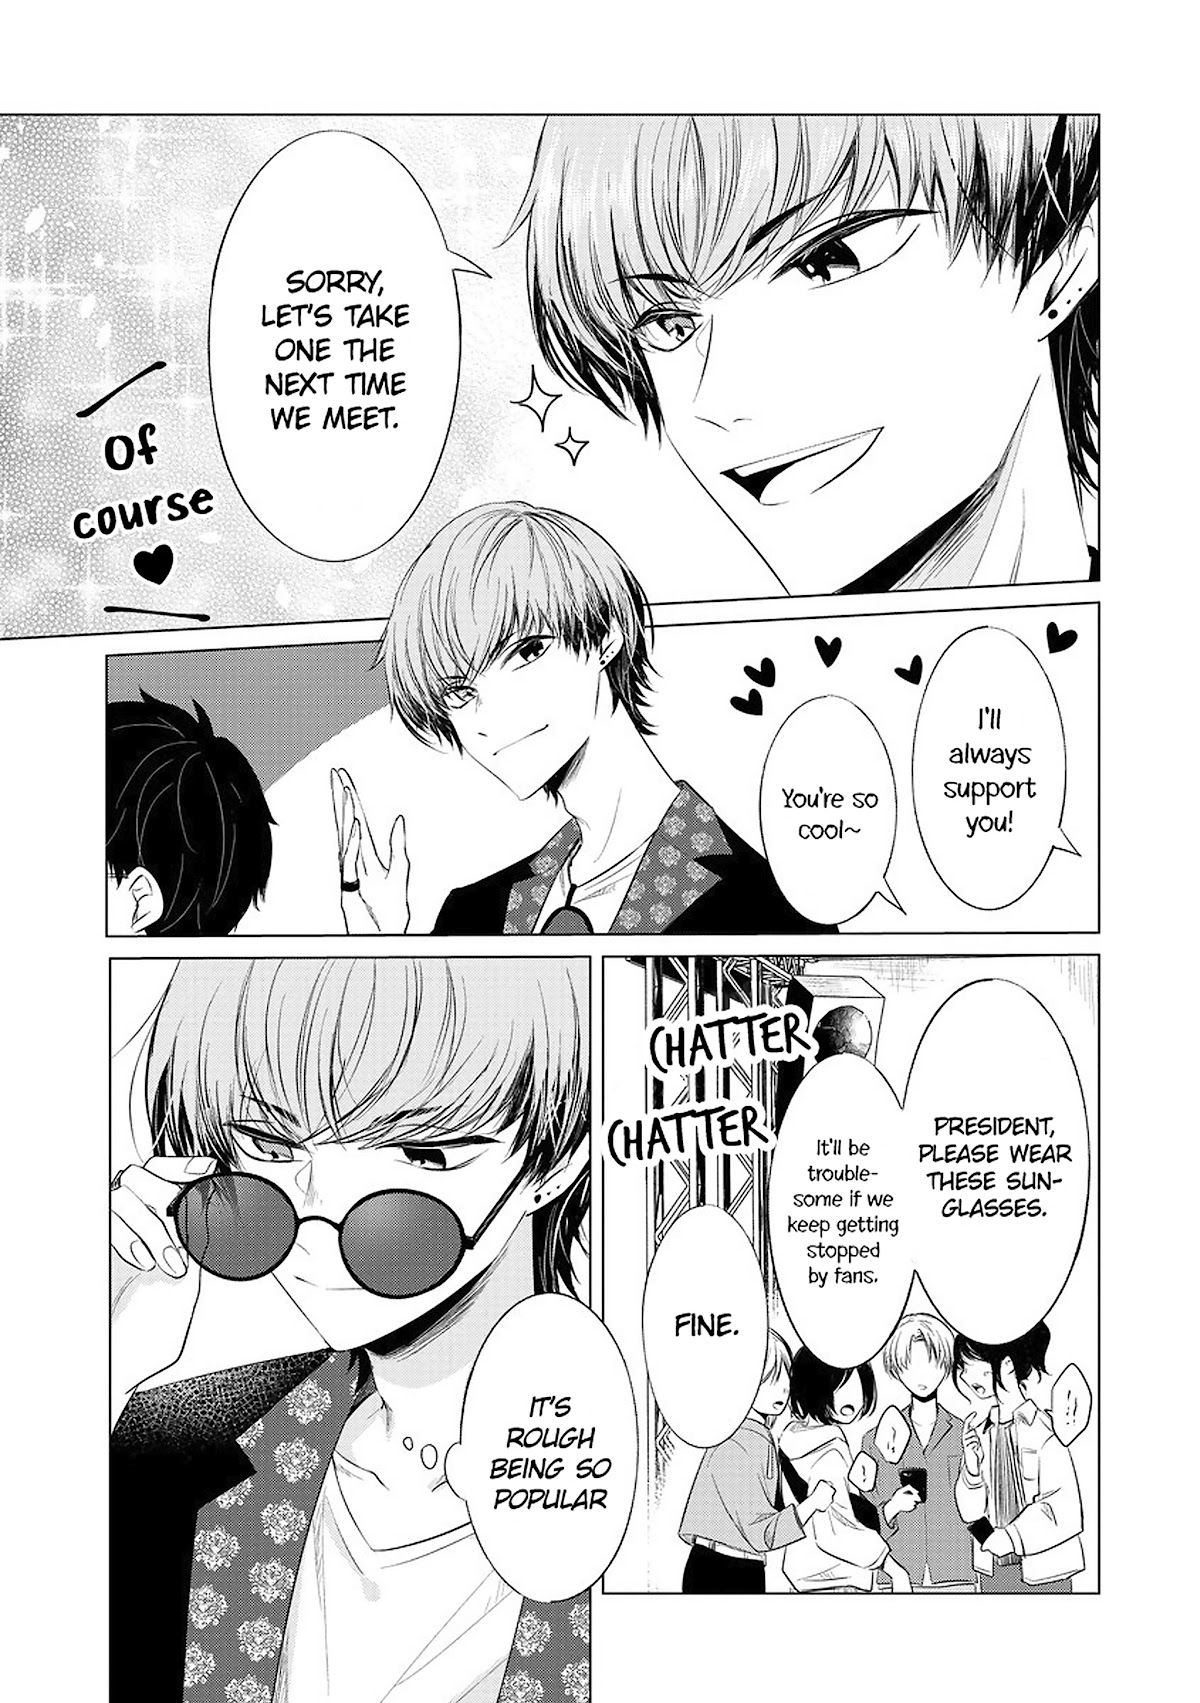 SORRY,
LET'S TAKE
ONE THE
NEXT TIME
WE MEET.
Of
course
I'll
always
support
you!
You're so
cool~
PRESIDENT,
PLEASE WEAR
THESE SUN-
GLASSES.
It'll be
trouble-
some if we
keep getting
stopped
by fans.
CHATTER
CHATTER
FINE.
IT'S
ROUGH
BEING SO
POPULAR